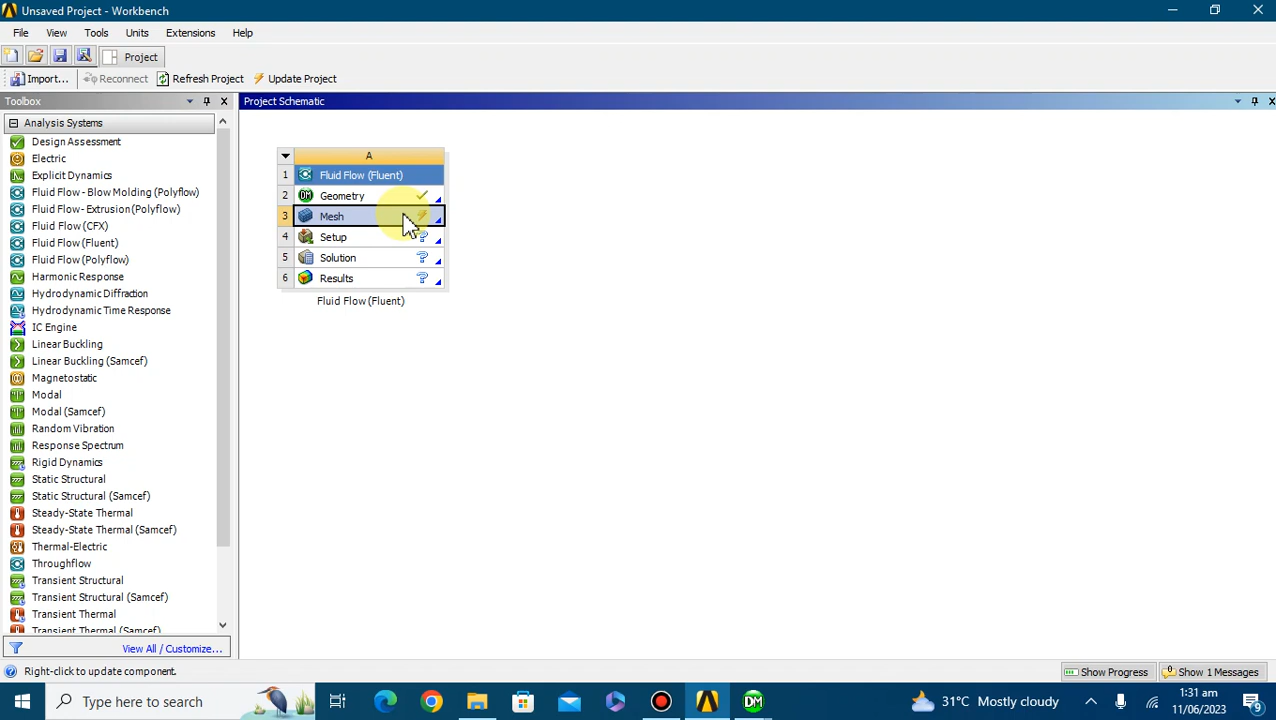 Unsaved Project - Workbench
File View Tools Units Extensions Help
Project
Import... Reconnect Refresh Project Update Project
Toolbox
Project Schematic
Analysis Systems
Design Assessment
Electric
Explicit Dynamics
Fluid Flow - Blow Molding (Polyflow)
Fluid Flow - Extrusion (Polyflow)
Fluid Flow (CFX)
Fluid Flow (Fluent)
Fluid Flow (Polyflow)
Harmonic Response
Hydrodynamic Diffraction
Hydrodynamic Time Response
IC Engine
Linear Buckling
Linear Buckling (Samcef)
Magnetostatic
Modal
Modal (Samcef)
Random Vibration
Response Spectrum
Rigid Dynamics
Static Structural
Static Structural (Samcef)
Steady-State Thermal
Steady-State Thermal (Samcef)
Thermal-Electric
Throughflow
Transient Structural
Transient Structural (Samcef)
Transient Thermal
Transient Thermal (Samcef)
View All / Customize...
A
1 Fluid Flow (Fluent)
2 DM Geometry
3 Mesh
4 Setup ?
5 Solution ?
6 Results ?
Fluid Flow (Fluent)
Right-click to update component.
Show Progress
Show 1 Messages
Type here to search
DM
31°C Mostly cloudy
1:31 am
11/06/2023
9